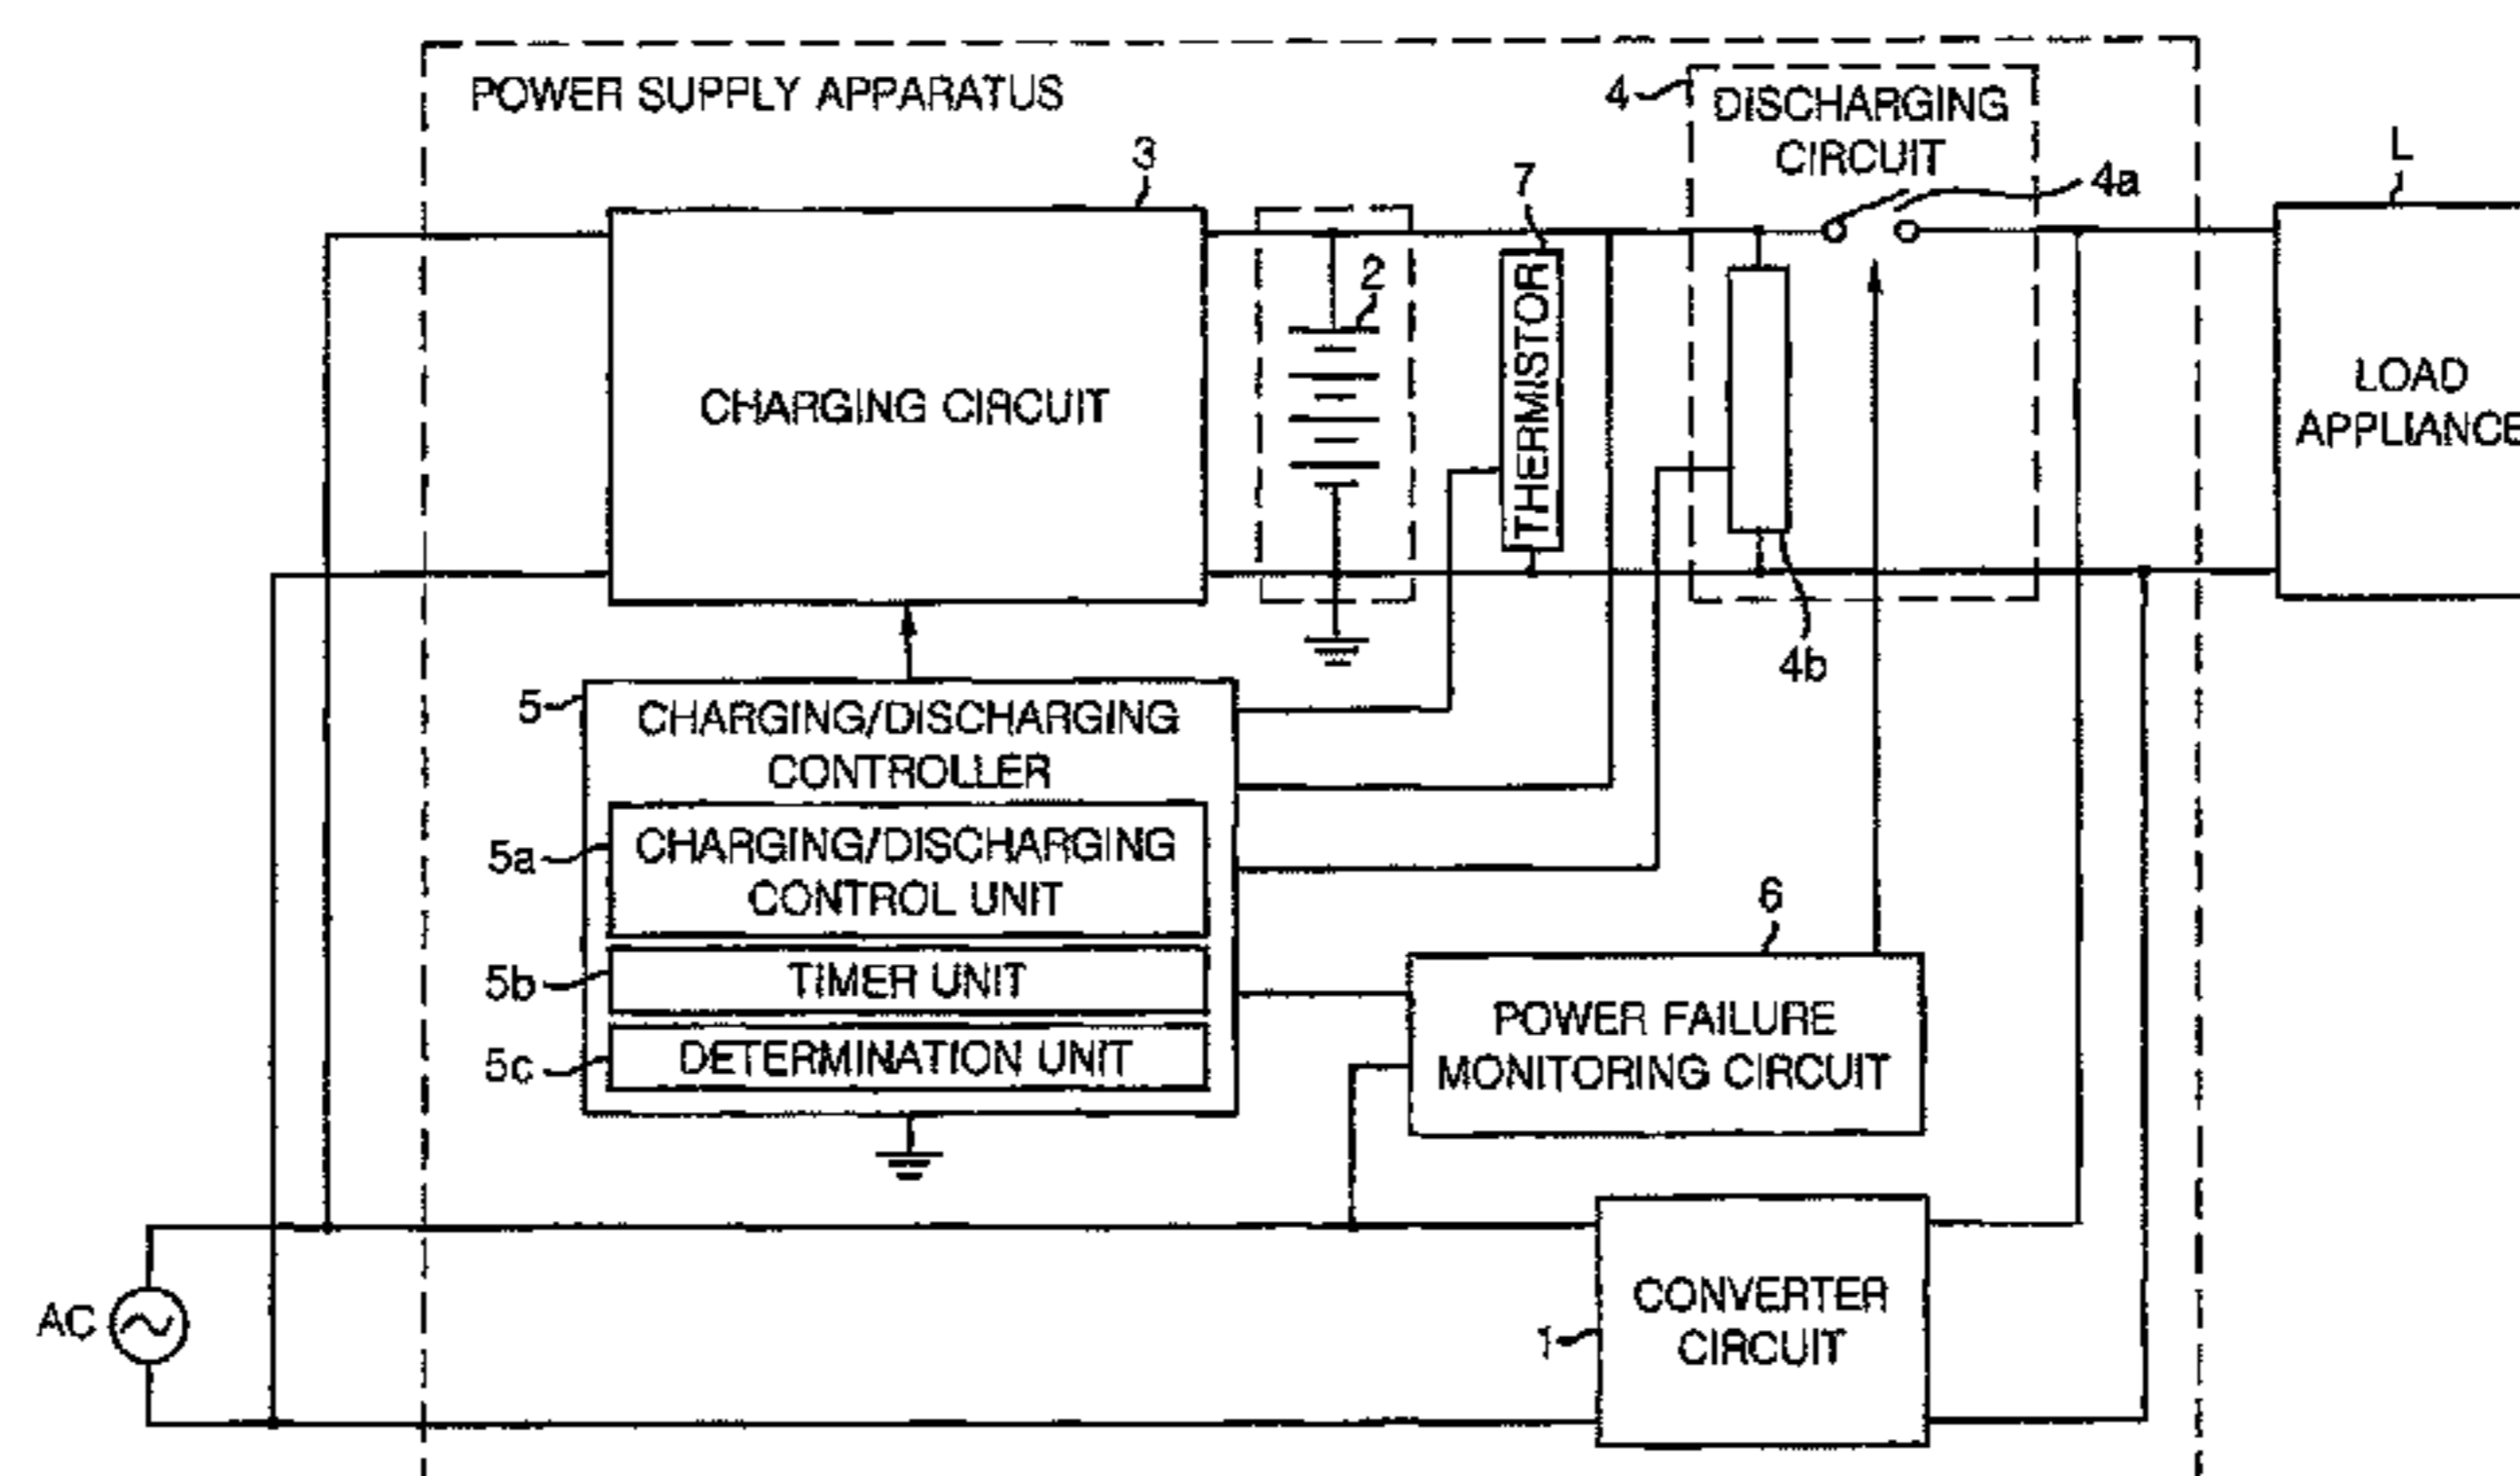 POWER SUPPLY APPARATUS
4
DISCHARGING
CIRCUIT
4a
L
3
7
2
THERMISTOR
CHARGING CIRCUIT
LOAD
APPLIANCE
4b
5
CHARGING/DISCHARGING
CONTROLLER
5a
CHARGING/DISCHARGING
CONTROL UNIT
5b
TIMER UNIT
5c
DETERMINATION UNIT
6
POWER FAILURE
MONITORING CIRCUIT
AC
1
CONVERTER
CIRCUIT